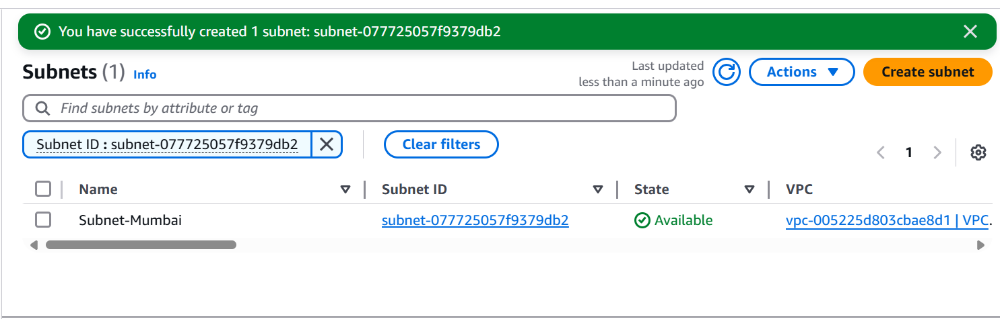 You have successfully created 1 subnet: subnet-077725057f9379db2
Subnets (1) Info
Last updated
less than a minute ago
Actions
Create subnet
Find subnets by attribute or tag
Subnet ID : subnet-077725057f9379db2
Clear filters
1
Name Subnet ID State VPC
Subnet-Mumbai subnet-077725057f9379db2 Available vpc-005225d803cbae8d1 | VPC.